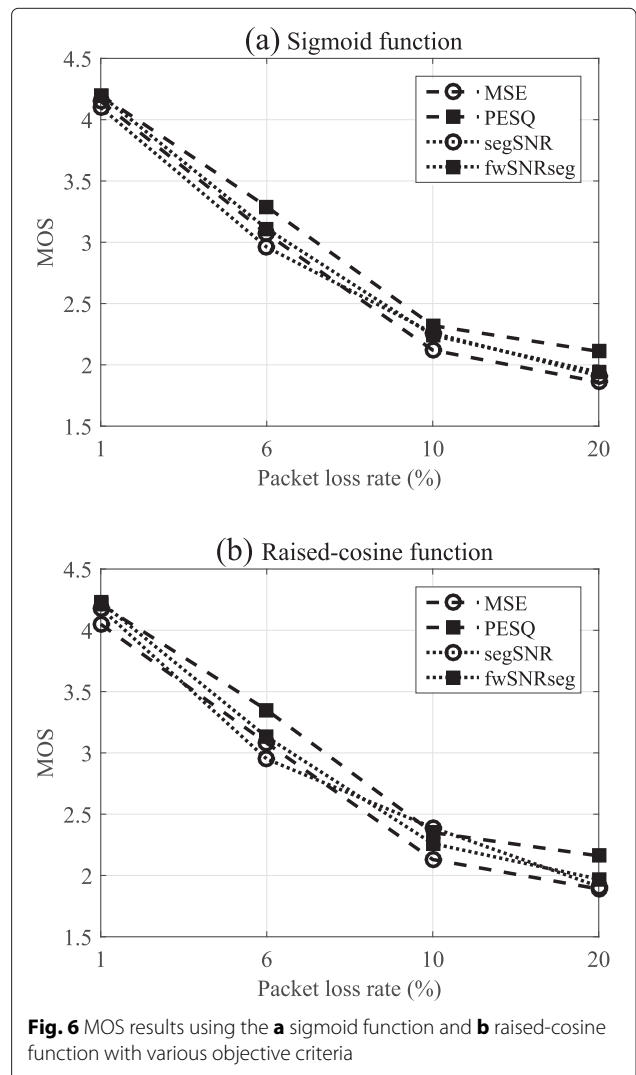 (a) Sigmoid function
4.5
4
3.5
3
2.5
2
1.5
MOS
MSE
PESQ
segSNR
fwSNRseg
1 6 10 20
Packet loss rate (%)
(b) Raised-cosine function
4.5
4
3.5
3
2.5
2
1.5
MOS
MSE
PESQ
segSNR
fwSNRseg
1 6 10 20
Packet loss rate (%)
Fig. 6 MOS results using the a sigmoid function and b raised-cosine
function with various objective criteria